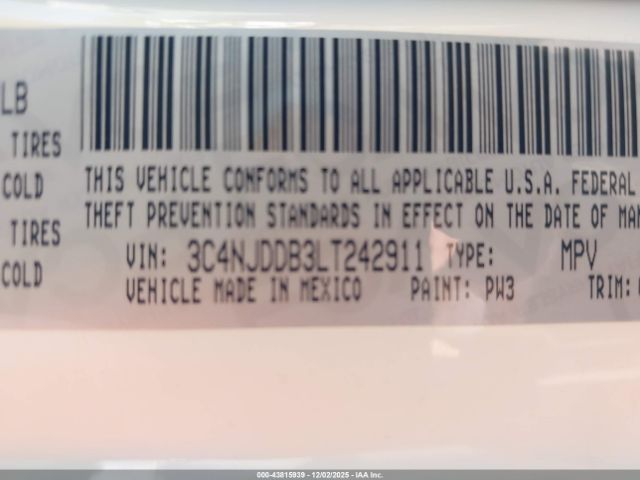 LB
TIRES
COLD
TIRES
COLD
THIS VEHICLE CONFORMS TO ALL APPLICABLE U.S.A. FEDERAL
THEFT PREVENTION STANDARDS IN EFFECT ON THE DATE OF MAN
VIN: 3C4NJDDB3LT242911 TYPE: MPV
VEHICLE MADE IN MEXICO PAINT: PW3 TRIM:
000-43815939 - 12/02/2025 - IAA Inc.